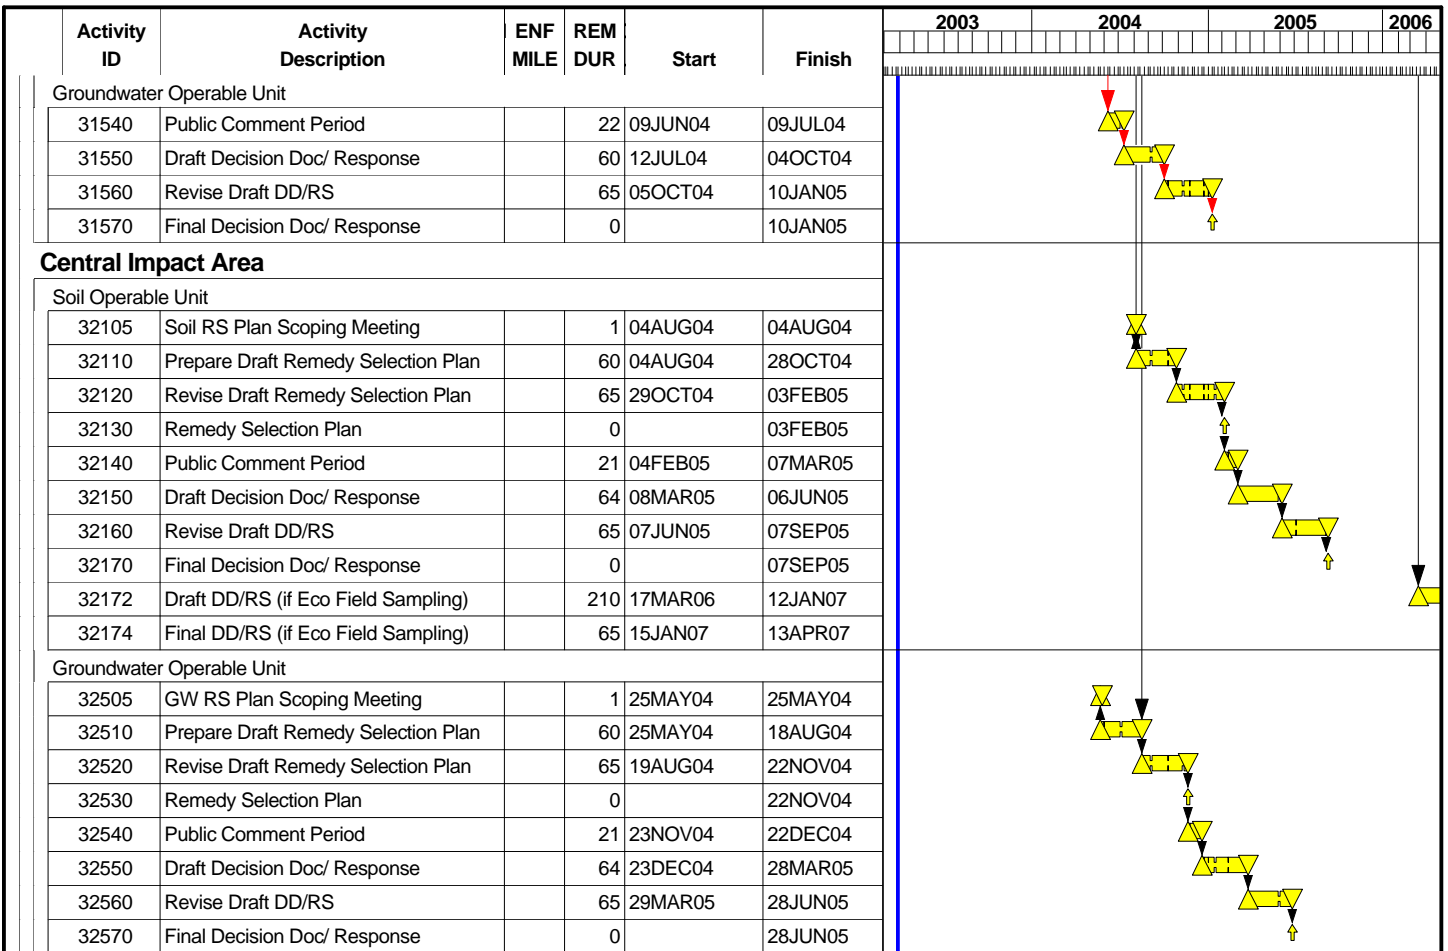 Activity Activity ENF REM 2003 2004 2005 2006
ID Description MILE DUR Start Finish
Groundwater Operable Unit
31540 Public Comment Period 22 09JUN04 09JUL04
31550 Draft Decision Doc/ Response 60 12JUL04 04OCT04
31560 Revise Draft DD/RS 65 05OCT04 10JAN05
31570 Final Decision Doc/ Response 0 10JAN05
Central Impact Area
Soil Operable Unit
32105 Soil RS Plan Scoping Meeting 1 04AUG04 04AUG04
32110 Prepare Draft Remedy Selection Plan 60 04AUG04 28OCT04
32120 Revise Draft Remedy Selection Plan 65 29OCT04 03FEB05
32130 Remedy Selection Plan 0 03FEB05
32140 Public Comment Period 21 04FEB05 07MAR05
32150 Draft Decision Doc/ Response 64 08MAR05 06JUN05
32160 Revise Draft DD/RS 65 07JUN05 07SEP05
32170 Final Decision Doc/ Response 0 07SEP05
32172 Draft DD/RS (if Eco Field Sampling) 210 17MAR06 12JAN07
32174 Final DD/RS (if Eco Field Sampling) 65 15JAN07 13APR07
Groundwater Operable Unit
32505 GW RS Plan Scoping Meeting 1 25MAY04 25MAY04
32510 Prepare Draft Remedy Selection Plan 60 25MAY04 18AUG04
32520 Revise Draft Remedy Selection Plan 65 19AUG04 22NOV04
32530 Remedy Selection Plan 0 22NOV04
32540 Public Comment Period 21 23NOV04 22DEC04
32550 Draft Decision Doc/ Response 64 23DEC04 28MAR05
32560 Revise Draft DD/RS 65 29MAR05 28JUN05
32570 Final Decision Doc/ Response 0 28JUN05